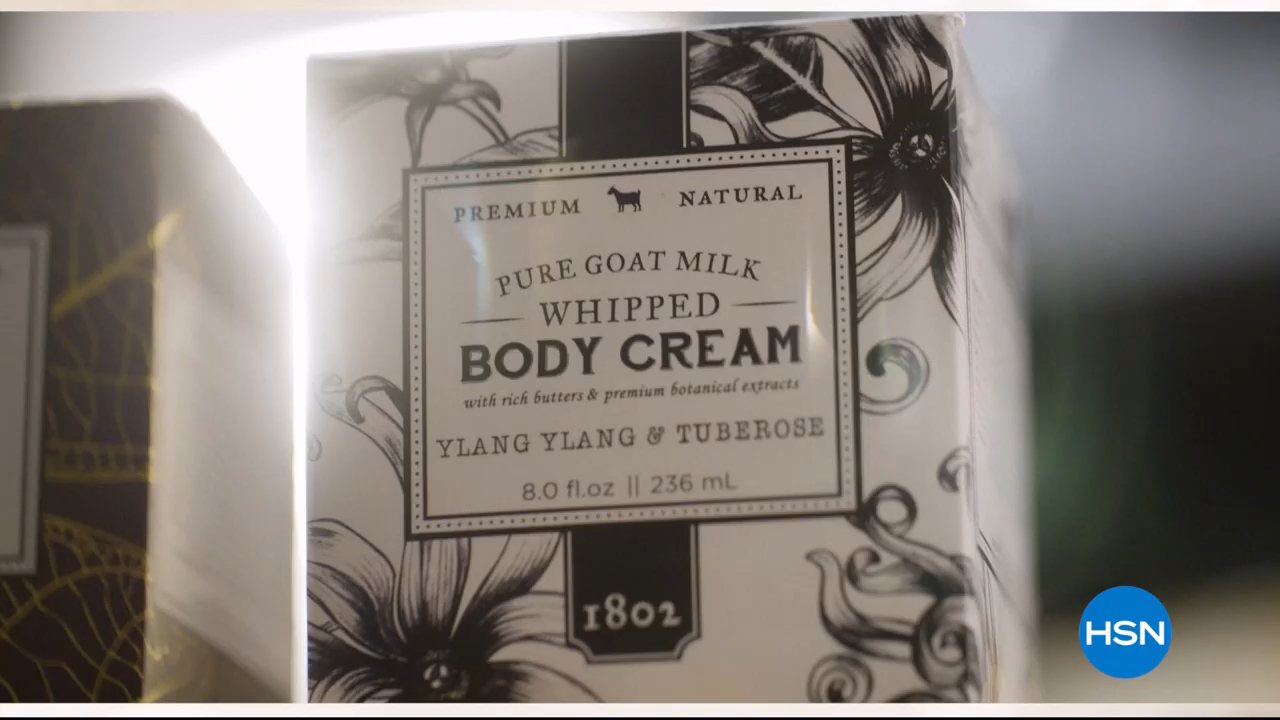 PREMIUM NATURAL
PURE GOAT MILK
WHIPPED
BODY CREAM
with rich butters & premium botanical extracts
YLANG YLANG & TUBEROSE
8.0 fl.oz || 236 mL
1802
HSN